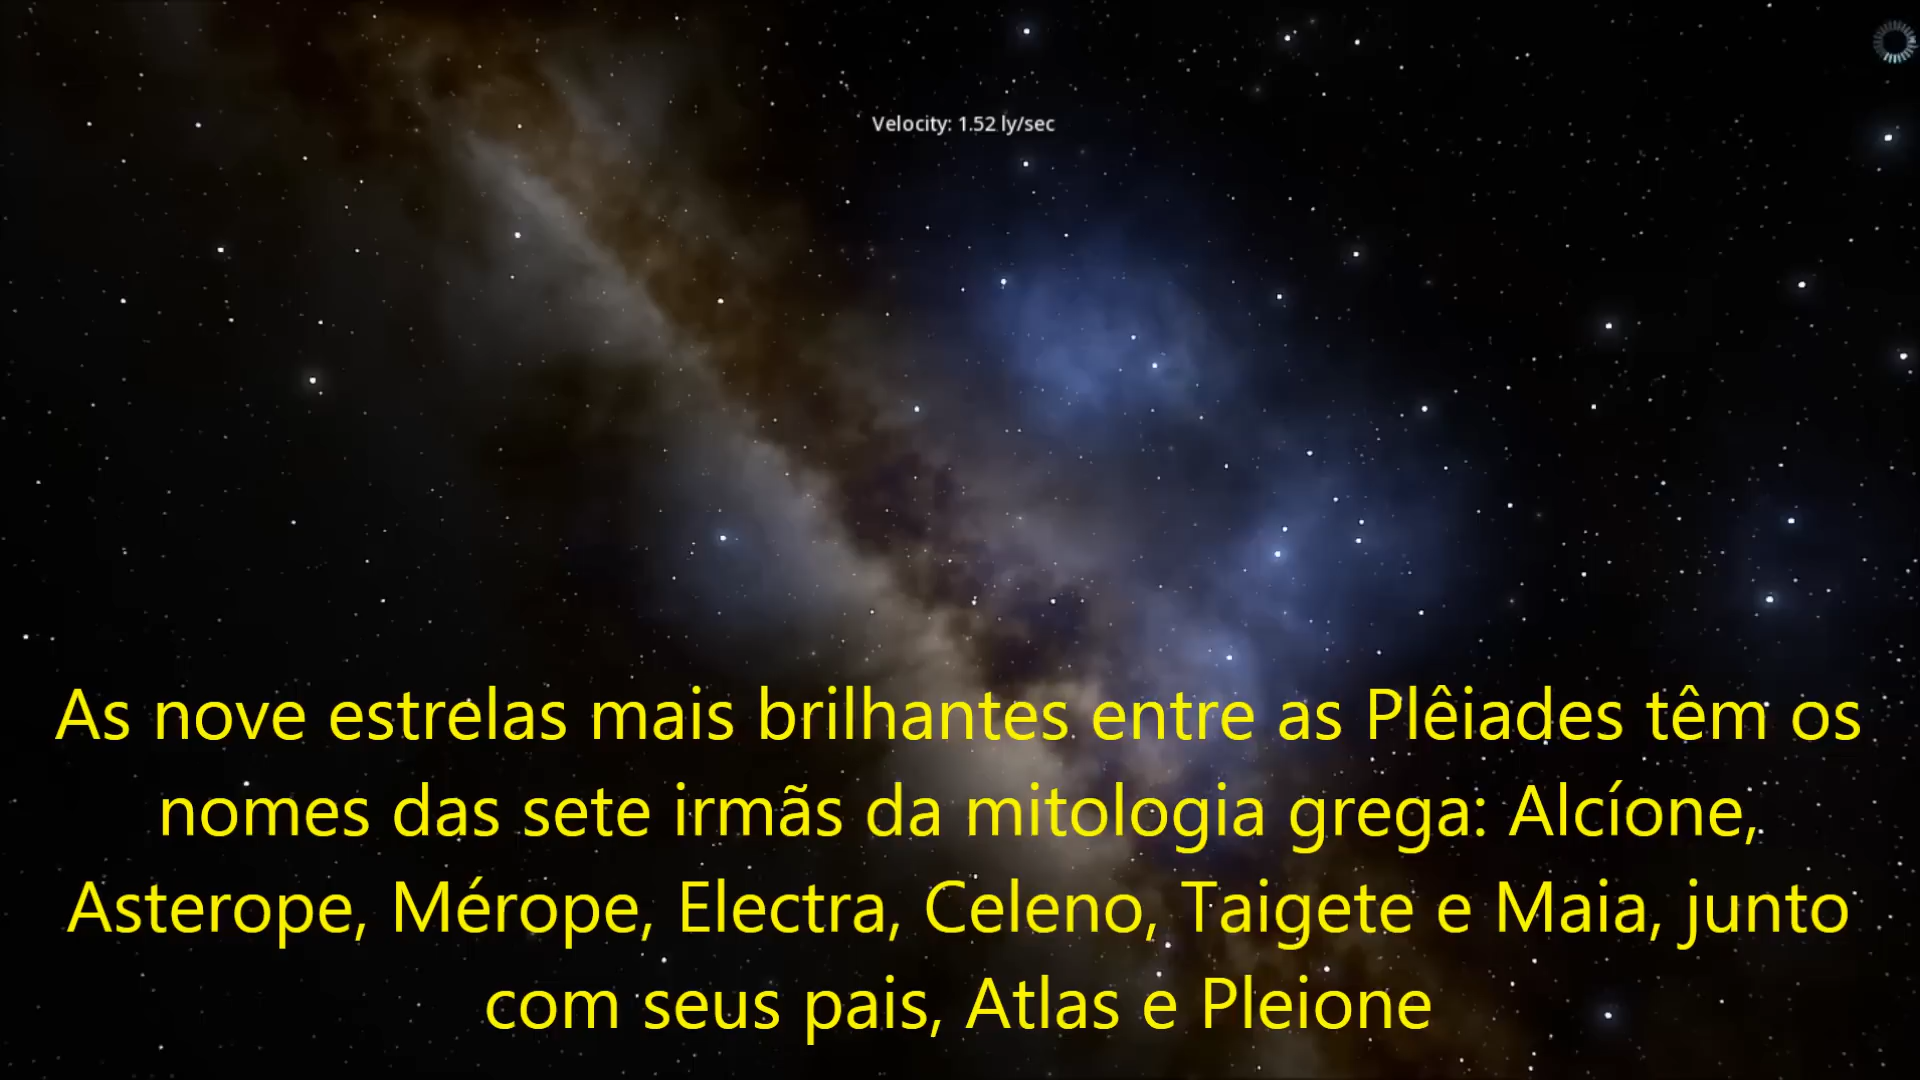 Velocity: 1.52 ly/sec
As nove estrelas mais brilhantes entre as Plêiades têm os
nomes das sete irmãs da mitologia grega: Alcíone,
Asterope, Mérope, Electra, Celeno, Taigete e Maia, junto
com seus pais, Atlas e Pleione